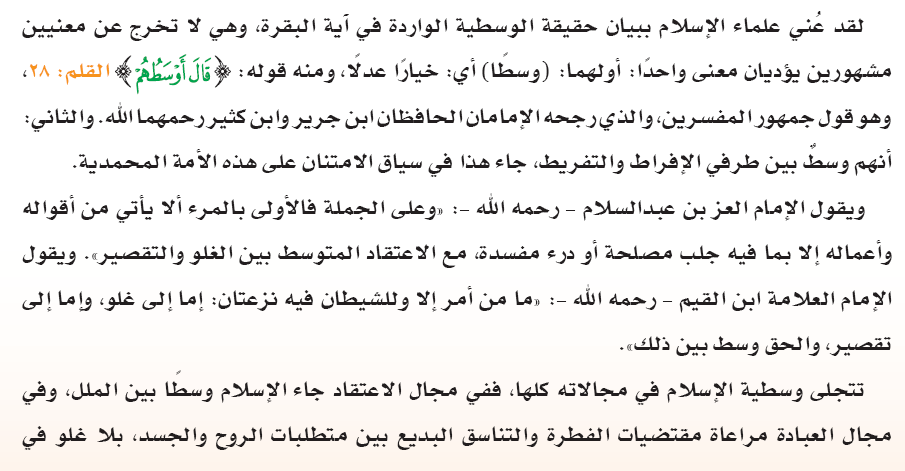 لقد عُني علماء الإسلام ببيان حقيقة الوسطية الواردة في آية البقرة، وهي لا تخرج عن معنيين
مشهورين يؤديان معنى واحدًا: أولهما: (وسطًا) أي: خيارًا عدلًا، ومنه قوله: ﴿قَالَ أَوْسَطُهُمْ﴾ القلم: ٢٨،
وهو قول جمهور المفسرين، والذي رجحه الإمامان الحافظان ابن جرير وابن كثير رحمهما الله. والثاني:
أنهم وسطٌ بين طرفي الإفراط والتفريط، جاء هذا في سياق الامتنان على هذه الأمة المحمدية.
ويقول الإمام العز بن عبدالسلام – رحمه الله –: «وعلى الجملة فالأولى بالمرء ألا يأتي من أقواله
وأعماله إلا بما فيه جلب مصلحة أو درء مفسدة، مع الاعتقاد المتوسط بين الغلو والتقصير». ويقول
الإمام العلامة ابن القيم – رحمه الله –: «ما من أمر إلا وللشيطان فيه نزعتان: إما إلى غلو، وإما إلى
تقصير، والحق وسط بين ذلك».
تتجلى وسطية الإسلام في مجالاته كلها، ففي مجال الاعتقاد جاء الإسلام وسطًا بين الملل، وفي
مجال العبادة مراعاة مقتضيات الفطرة والتناسق البديع بين متطلبات الروح والجسد، بلا غلو في